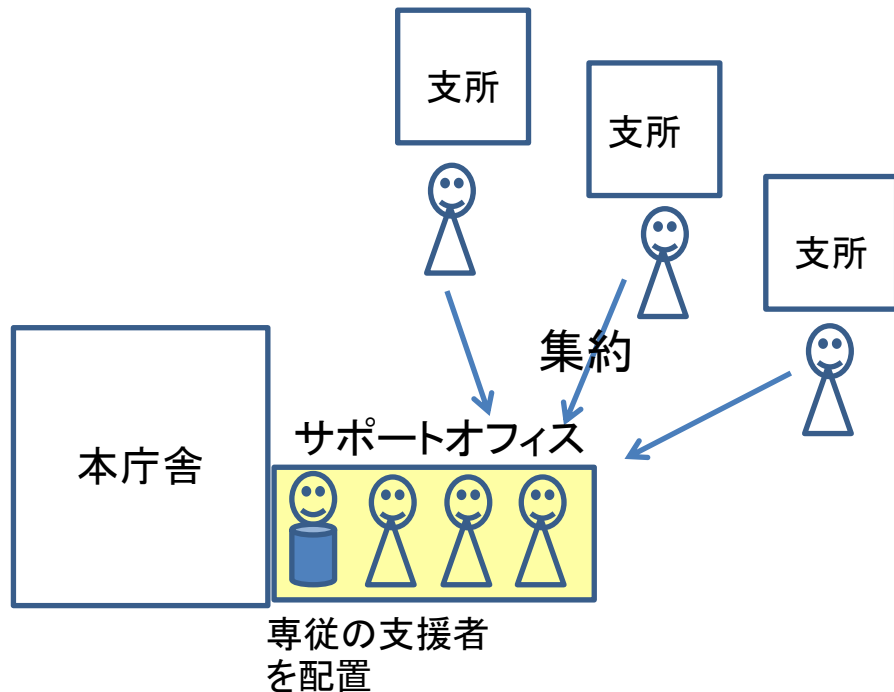 支所
支所
支所
集約
サポートオフィス
本庁舎
専従の支援者
を配置